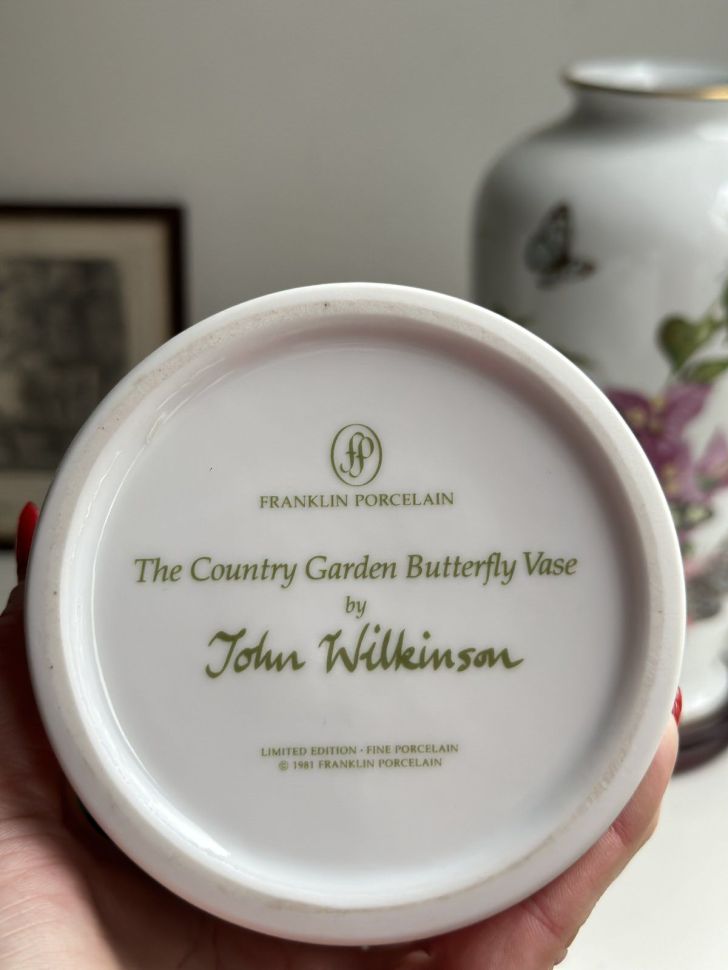 fp
FRANKLIN PORCELAIN
The Country Garden Butterfly Vase
by
John Wilkinson
LIMITED EDITION · FINE PORCELAIN
© 1981 FRANKLIN PORCELAIN